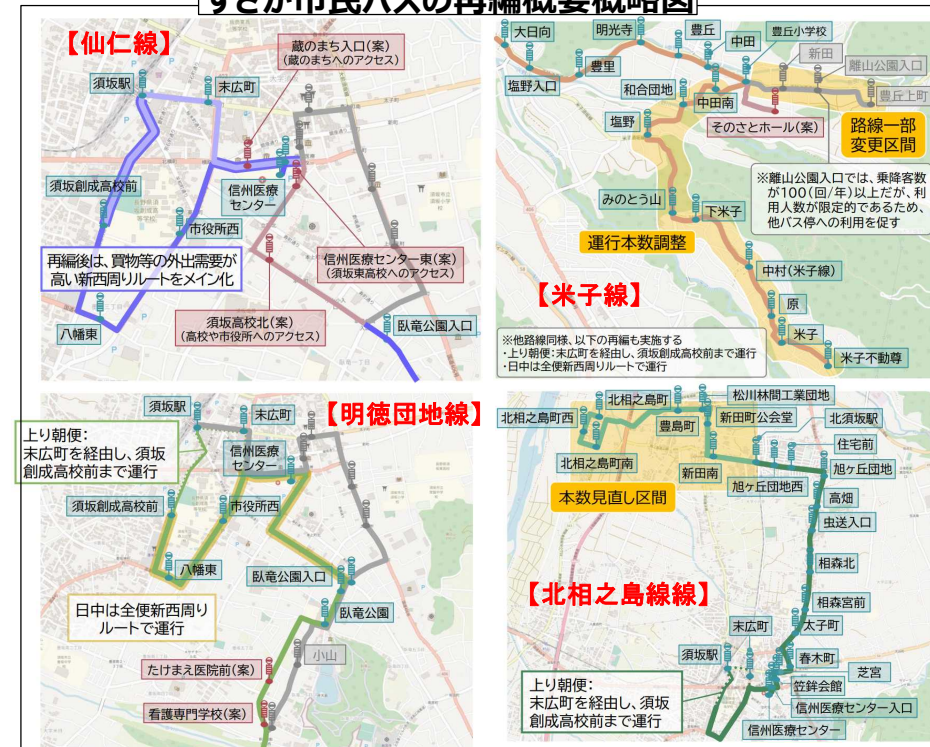 すざか市民バスの再編概要概略図
【仙仁線】
蔵のまち入口(案)
(蔵のまちへのアクセス)
須坂駅
末広町
須坂創成高校前
信州医療
センター
市役所西
再編後は、買物等の外出需要が
高い新西周りルートをメイン化
信州医療センター東(案)
(須坂東高校へのアクセス)
八幡東
須坂高校北(案)
(高校や市役所へのアクセス)
臥竜公園入口
大日向
明光寺
豊丘
中田
豊丘小学校
新田
離山公園入口
塩野入口
豊里
和合団地
中田南
豊丘上町
塩野
そのさとホール(案)
路線一部
変更区間
※離山公園入口では、乗降客数
が100(回/年)以上だが、利
用人数が限定的であるため、
他バス停への利用を促す
みのとう山
下米子
運行本数調整
中村(米子線)
【米子線】
原
米子
米子不動尊
※他路線同様、以下の再編も実施する
・上り朝便:末広町を経由し、須坂創成高校前まで運行
・日中は全便新西周りルートで運行
【明徳団地線】
須坂駅
末広町
上り朝便:
末広町を経由し、須坂
創成高校前まで運行
信州医療
センター
須坂創成高校前
市役所西
八幡東
臥竜公園入口
臥竜公園
日中は全便新西周り
ルートで運行
小山
たけまえ医院前(案)
看護専門学校(案)
北相之島町西
北相之島町
松川林間工業団地
豊島町
新田町公会堂
北須坂駅
北相之島町南
新田南
住宅前
旭ヶ丘団地西
旭ヶ丘団地
本数見直し区間
高畑
虫送入口
相森北
【北相之島線線】
相森宮前
末広町
太子町
須坂駅
春木町
芝宮
笠鉾会館
上り朝便:
末広町を経由し、須坂
創成高校前まで運行
信州医療センター入口
信州医療センター